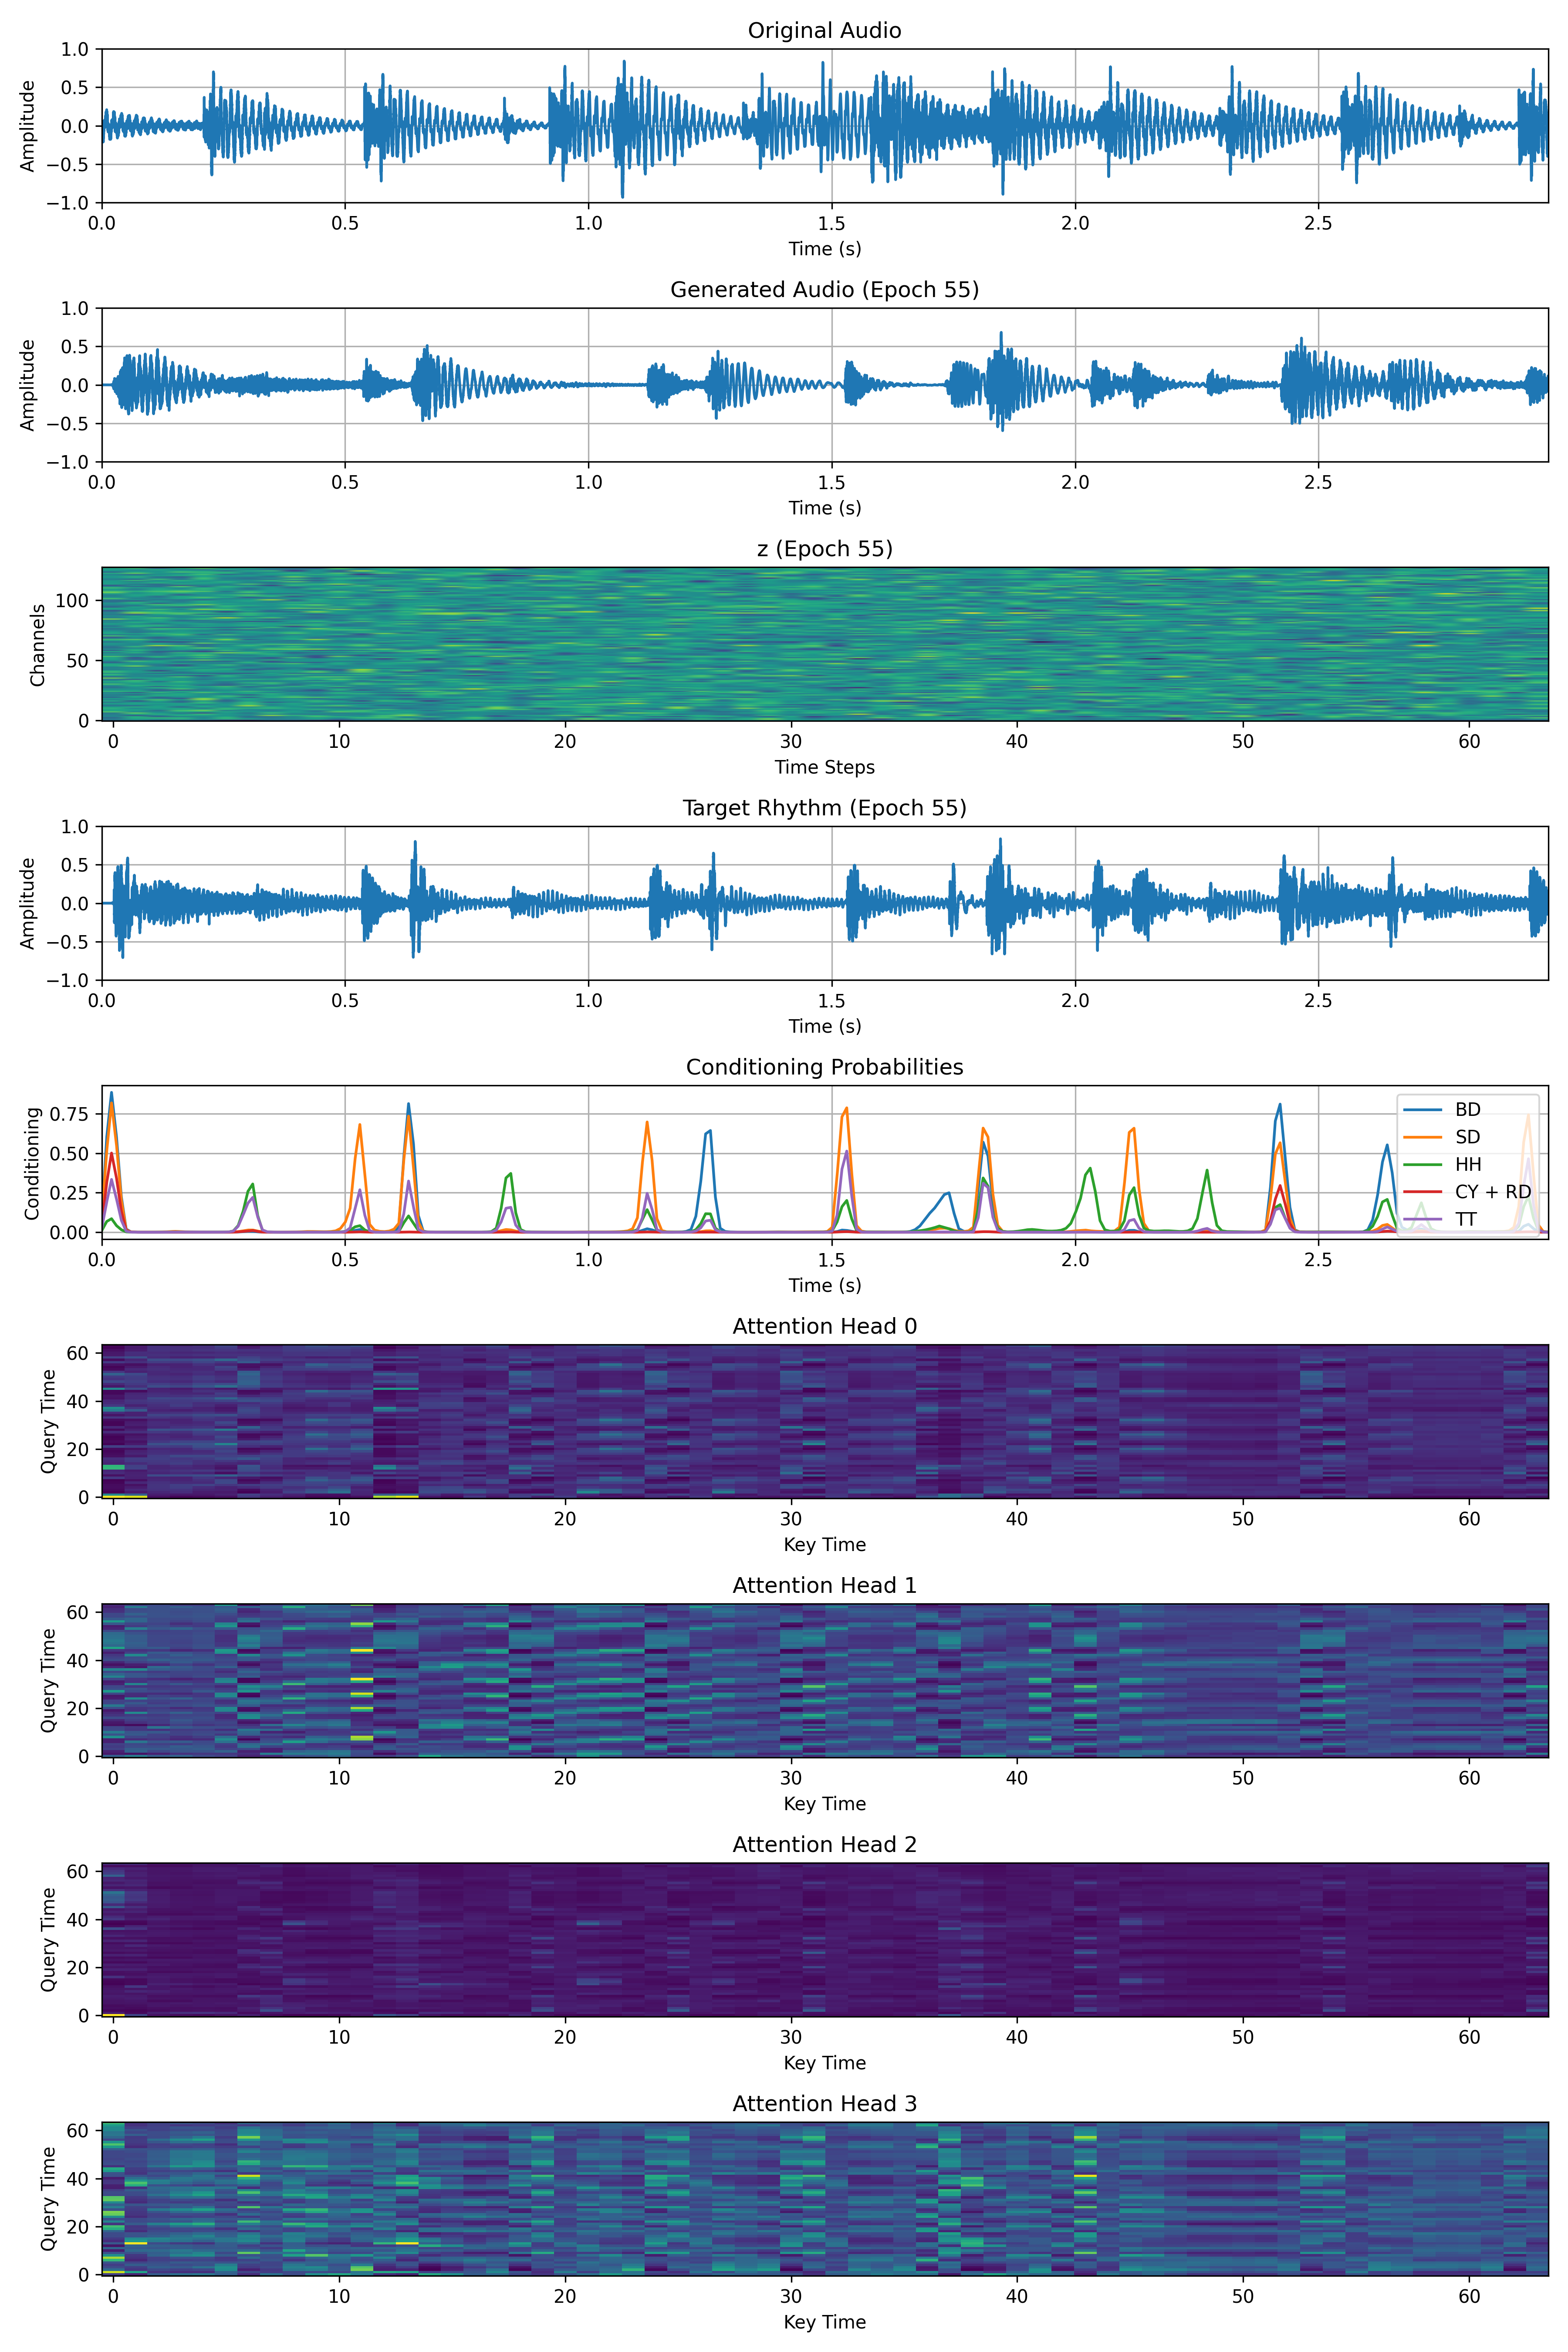 Original Audio
1.0
0.5
0.0
−0.5
−1.0
Amplitude
0.0 0.5 1.0 1.5 2.0 2.5
Time (s)
Generated Audio (Epoch 55)
1.0
0.5
0.0
−0.5
−1.0
Amplitude
0.0 0.5 1.0 1.5 2.0 2.5
Time (s)
z (Epoch 55)
100
50
0
Channels
0 10 20 30 40 50 60
Time Steps
Target Rhythm (Epoch 55)
1.0
0.5
0.0
−0.5
−1.0
Amplitude
0.0 0.5 1.0 1.5 2.0 2.5
Time (s)
Conditioning Probabilities
0.75
0.50
0.25
0.00
Conditioning
BD
SD
HH
CY + RD
TT
0.0 0.5 1.0 1.5 2.0 2.5
Time (s)
Attention Head 0
60
40
20
0
Query Time
0 10 20 30 40 50 60
Key Time
Attention Head 1
60
40
20
0
Query Time
0 10 20 30 40 50 60
Key Time
Attention Head 2
60
40
20
0
Query Time
0 10 20 30 40 50 60
Key Time
Attention Head 3
60
40
20
0
Query Time
0 10 20 30 40 50 60
Key Time